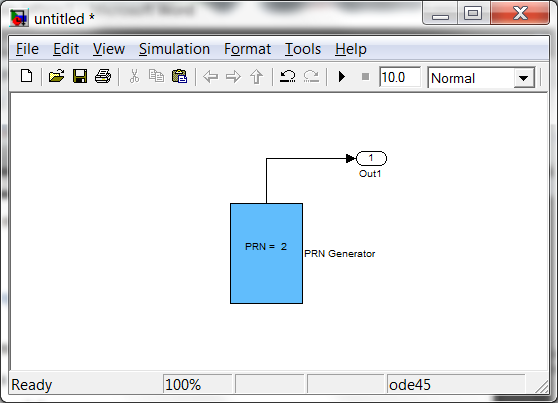 untitled *
File Edit View Simulation Format Tools Help
10.0 Normal
1
Out1
PRN = 2
PRN Generator
Ready 100% ode45